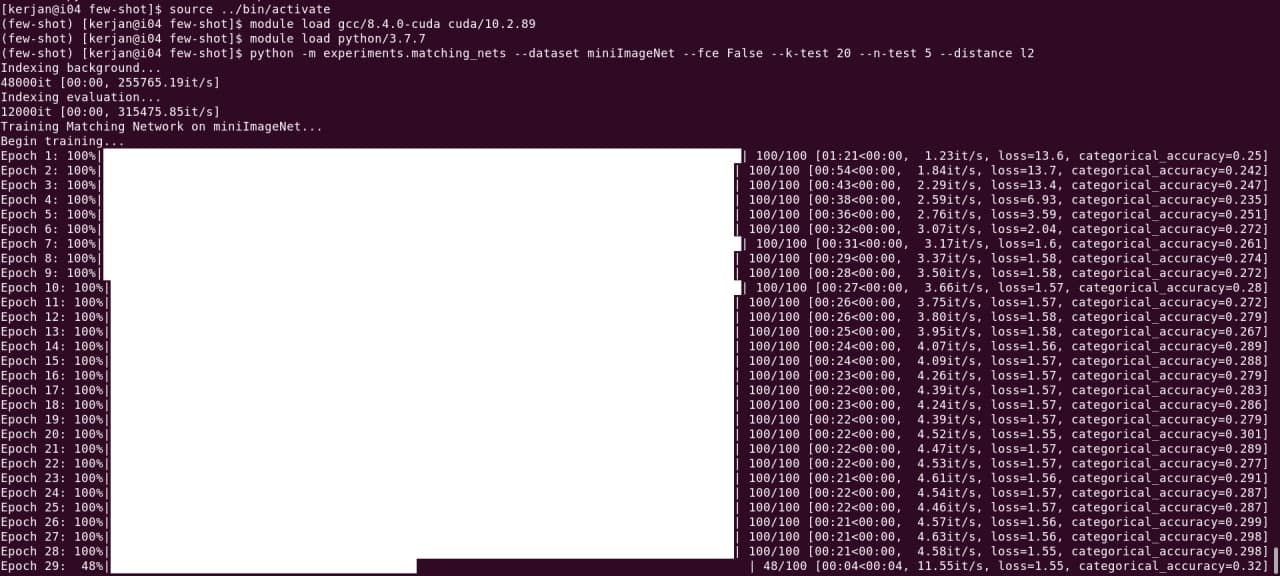 [kerjan@i04 few-shot]$ source ../bin/activate
(few-shot) [kerjan@i04 few-shot]$ module load gcc/8.4.0-cuda cuda/10.2.89
(few-shot) [kerjan@i04 few-shot]$ module load python/3.7.7
(few-shot) [kerjan@i04 few-shot]$ python -m experiments.matching_nets --dataset miniImageNet --fce False --k-test 20 --n-test 5 --distance l2
Indexing background...
48000it [00:00, 255765.19it/s]
Indexing evaluation...
12000it [00:00, 315475.85it/s]
Training Matching Network on miniImageNet...
Begin training...
Epoch 1: 100%| | 100/100 [01:21<00:00, 1.23it/s, loss=13.6, categorical_accuracy=0.25]
Epoch 2: 100%| | 100/100 [00:54<00:00, 1.84it/s, loss=13.7, categorical_accuracy=0.242]
Epoch 3: 100%| | 100/100 [00:43<00:00, 2.29it/s, loss=13.4, categorical_accuracy=0.247]
Epoch 4: 100%| | 100/100 [00:38<00:00, 2.59it/s, loss=6.93, categorical_accuracy=0.235]
Epoch 5: 100%| | 100/100 [00:36<00:00, 2.76it/s, loss=3.59, categorical_accuracy=0.251]
Epoch 6: 100%| | 100/100 [00:32<00:00, 3.07it/s, loss=2.04, categorical_accuracy=0.272]
Epoch 7: 100%| | 100/100 [00:31<00:00, 3.17it/s, loss=1.6, categorical_accuracy=0.261]
Epoch 8: 100%| | 100/100 [00:29<00:00, 3.37it/s, loss=1.58, categorical_accuracy=0.274]
Epoch 9: 100%| | 100/100 [00:28<00:00, 3.50it/s, loss=1.58, categorical_accuracy=0.272]
Epoch 10: 100%| | 100/100 [00:27<00:00, 3.66it/s, loss=1.57, categorical_accuracy=0.28]
Epoch 11: 100%| | 100/100 [00:26<00:00, 3.75it/s, loss=1.57, categorical_accuracy=0.272]
Epoch 12: 100%| | 100/100 [00:26<00:00, 3.80it/s, loss=1.58, categorical_accuracy=0.279]
Epoch 13: 100%| | 100/100 [00:25<00:00, 3.95it/s, loss=1.58, categorical_accuracy=0.267]
Epoch 14: 100%| | 100/100 [00:24<00:00, 4.07it/s, loss=1.56, categorical_accuracy=0.289]
Epoch 15: 100%| | 100/100 [00:24<00:00, 4.09it/s, loss=1.57, categorical_accuracy=0.288]
Epoch 16: 100%| | 100/100 [00:23<00:00, 4.26it/s, loss=1.57, categorical_accuracy=0.279]
Epoch 17: 100%| | 100/100 [00:22<00:00, 4.39it/s, loss=1.57, categorical_accuracy=0.283]
Epoch 18: 100%| | 100/100 [00:23<00:00, 4.24it/s, loss=1.57, categorical_accuracy=0.286]
Epoch 19: 100%| | 100/100 [00:22<00:00, 4.39it/s, loss=1.57, categorical_accuracy=0.279]
Epoch 20: 100%| | 100/100 [00:22<00:00, 4.52it/s, loss=1.55, categorical_accuracy=0.301]
Epoch 21: 100%| | 100/100 [00:22<00:00, 4.47it/s, loss=1.57, categorical_accuracy=0.289]
Epoch 22: 100%| | 100/100 [00:22<00:00, 4.53it/s, loss=1.57, categorical_accuracy=0.277]
Epoch 23: 100%| | 100/100 [00:21<00:00, 4.61it/s, loss=1.56, categorical_accuracy=0.291]
Epoch 24: 100%| | 100/100 [00:22<00:00, 4.54it/s, loss=1.57, categorical_accuracy=0.287]
Epoch 25: 100%| | 100/100 [00:22<00:00, 4.46it/s, loss=1.57, categorical_accuracy=0.287]
Epoch 26: 100%| | 100/100 [00:21<00:00, 4.57it/s, loss=1.56, categorical_accuracy=0.299]
Epoch 27: 100%| | 100/100 [00:21<00:00, 4.63it/s, loss=1.56, categorical_accuracy=0.298]
Epoch 28: 100%| | 100/100 [00:21<00:00, 4.58it/s, loss=1.55, categorical_accuracy=0.298]
Epoch 29: 48%| | 48/100 [00:04<00:04, 11.55it/s, loss=1.55, categorical_accuracy=0.32]